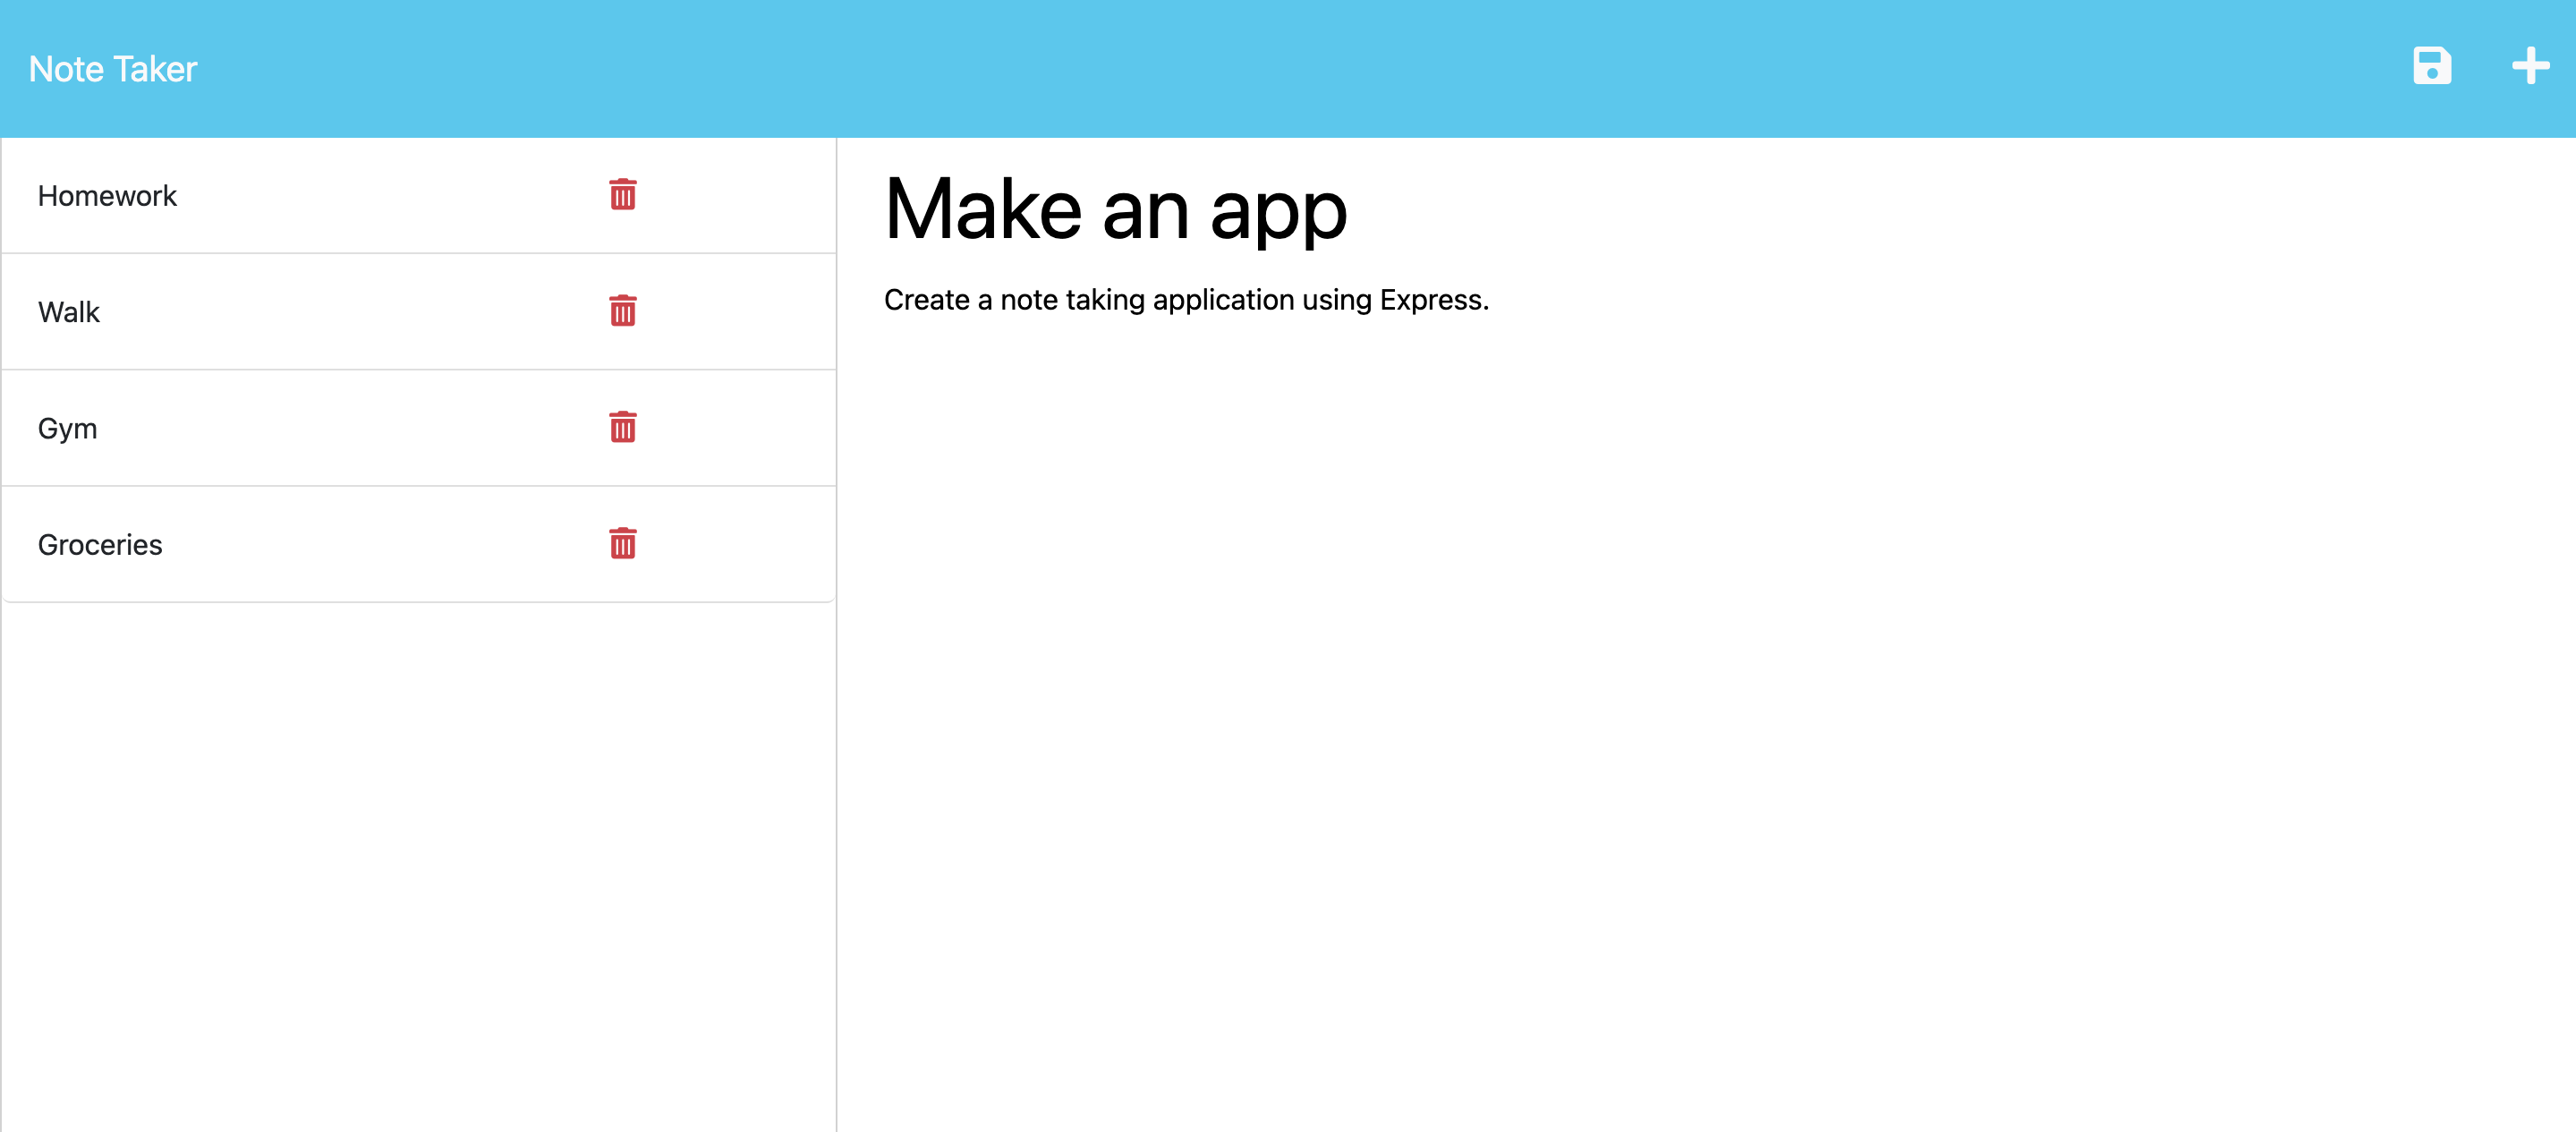 Note Taker
Homework
Walk
Gym
Groceries
Make an app
Create a note taking application using Express.